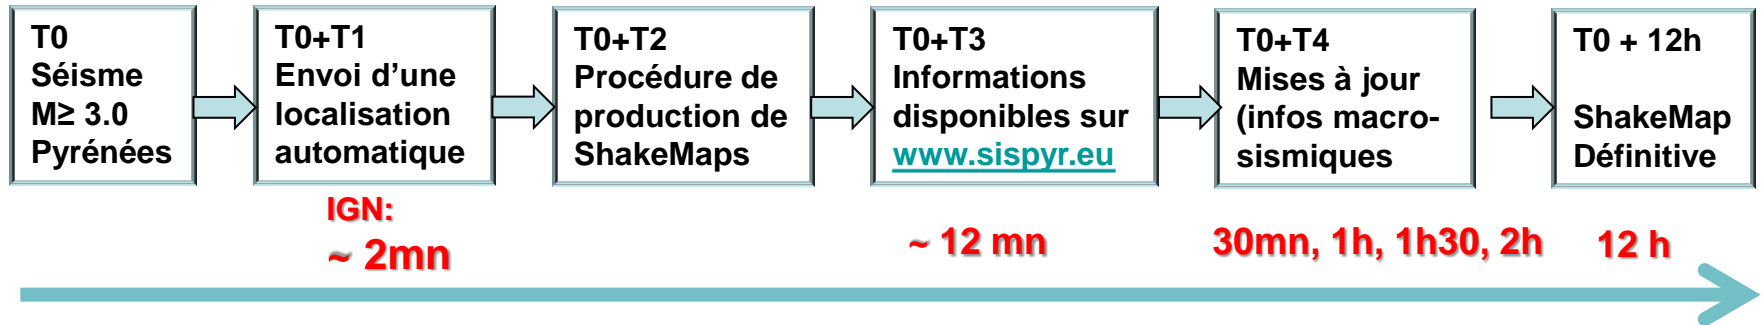 T0
Séisme
M≥ 3.0
Pyrénées
T0+T1
Envoi d’une
localisation
automatique
T0+T2
Procédure de
production de
ShakeMaps
T0+T3
Informations
disponibles sur
www.sispyr.eu
T0+T4
Mises à jour
(infos macro-
sismiques
T0 + 12h
ShakeMap
Définitive
IGN:
~ 2mn
~ 12 mn
30mn, 1h, 1h30, 2h
12 h